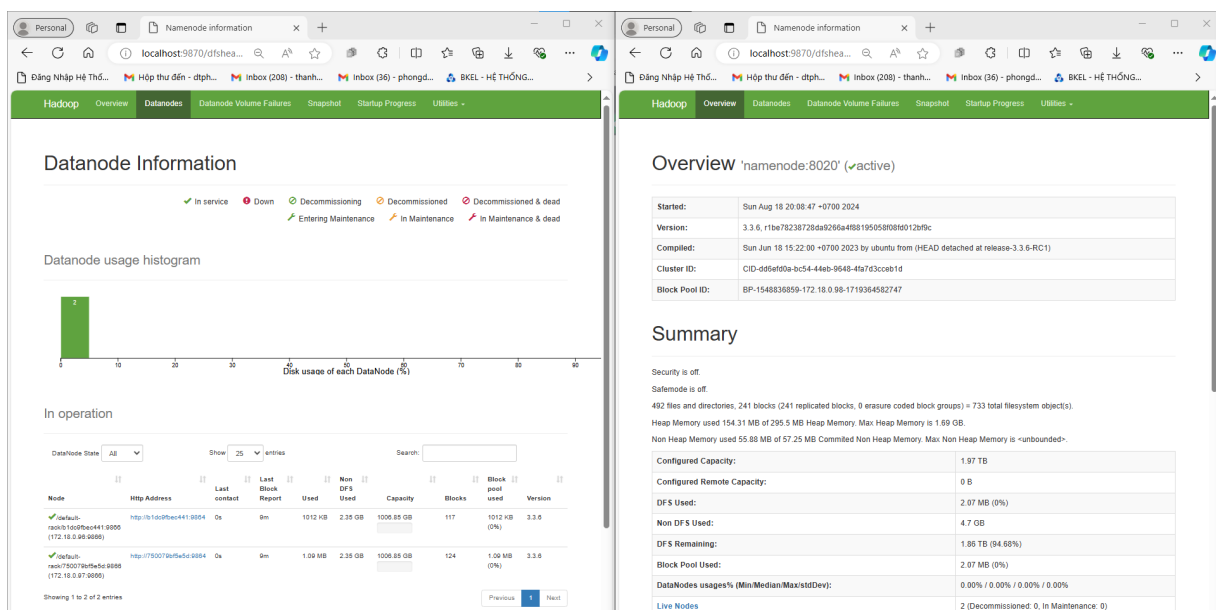 Personal
Namenode information
localhost:9870/dfshea...
Đăng Nhập Hệ Thố...
Hộp thư đến - dtph...
Inbox (208) - thanh...
Inbox (36) - phongd...
BKEL - HỆ THỐNG...
Hadoop Overview Datanodes Datanode Volume Failures Snapshot Startup Progress Utilities
Datanode Information
In service Down Decommissioning Decommissioned Decommissioned & dead
Entering Maintenance In Maintenance In Maintenance & dead
Datanode usage histogram
2
0 10 20 30 40 50 60 70 80 90
Disk usage of each DataNode (%)
In operation
DataNode State All Show 25 entries Search:
Node Http Address Last contact Last Block Report Used Non DFS Used Capacity Blocks Block pool used Version
/default-rack/b1dc9fbec441:9866 (172.18.0.96:9866) http://b1dc9fbec441:9864 0s 9m 1012 KB 2.35 GB 1006.85 GB 117 1012 KB (0%) 3.3.6
/default-rack/750079bf5e5d:9866 (172.18.0.97:9866) http://750079bf5e5d:9864 0s 9m 1.09 MB 2.35 GB 1006.85 GB 124 1.09 MB (0%) 3.3.6
Showing 1 to 2 of 2 entries
Previous 1 Next
Personal
Namenode information
localhost:9870/dfshea...
Đăng Nhập Hệ Thố...
Hộp thư đến - dtph...
Inbox (208) - thanh...
Inbox (36) - phongd...
BKEL - HỆ THỐNG...
Hadoop Overview Datanodes Datanode Volume Failures Snapshot Startup Progress Utilities
Overview 'namenode:8020' (✔active)
Started: Sun Aug 18 20:08:47 +0700 2024
Version: 3.3.6, r1be78238728da9266a4f88195058f08fd012bf9c
Compiled: Sun Jun 18 15:22:00 +0700 2023 by ubuntu from (HEAD detached at release-3.3.6-RC1)
Cluster ID: CID-dd6efd0a-bc54-44eb-9648-4fa7d3cceb1d
Block Pool ID: BP-1548836859-172.18.0.98-1719364582747
Summary
Security is off.
Safemode is off.
492 files and directories, 241 blocks (241 replicated blocks, 0 erasure coded block groups) = 733 total filesystem object(s).
Heap Memory used 154.31 MB of 295.5 MB Heap Memory. Max Heap Memory is 1.69 GB.
Non Heap Memory used 55.88 MB of 57.25 MB Commited Non Heap Memory. Max Non Heap Memory is <unbounded>.
Configured Capacity: 1.97 TB
Configured Remote Capacity: 0 B
DFS Used: 2.07 MB (0%)
Non DFS Used: 4.7 GB
DFS Remaining: 1.86 TB (94.68%)
Block Pool Used: 2.07 MB (0%)
DataNodes usages% (Min/Median/Max/stdDev): 0.00% / 0.00% / 0.00% / 0.00%
Live Nodes 2 (Decommissioned: 0, In Maintenance: 0)